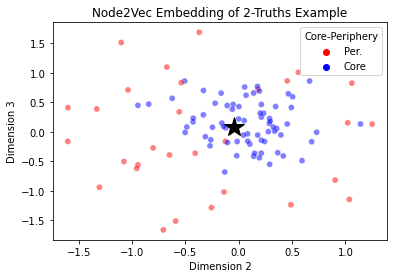 Node2Vec Embedding of 2-Truths Example
Core-Periphery
Per.
Core
Dimension 3
1.5
1.0
0.5
0.0
−0.5
−1.0
−1.5
−1.5 −1.0 −0.5 0.0 0.5 1.0
Dimension 2